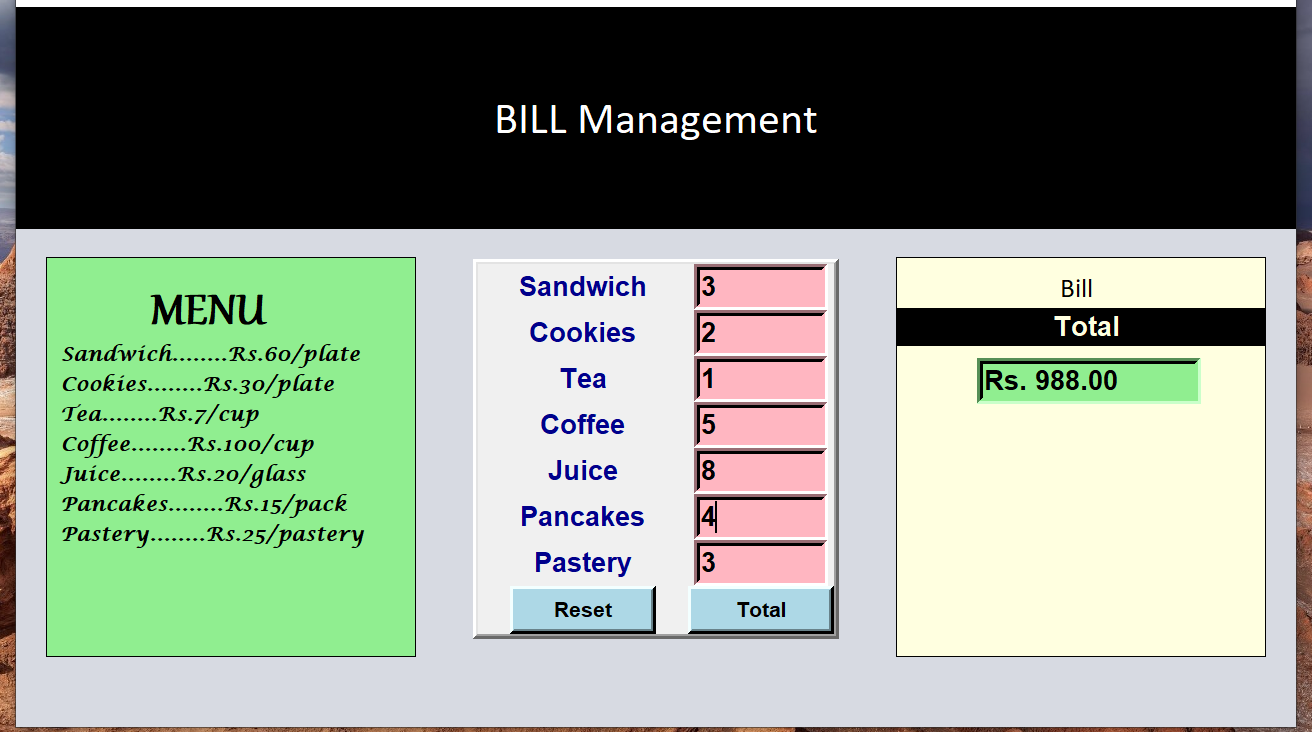 BILL Management
MENU
Sandwich........Rs.60/plate
Cookies........Rs.30/plate
Tea........Rs.7/cup
Coffee........Rs.100/cup
Juice........Rs.20/glass
Pancakes........Rs.15/pack
Pastery........Rs.25/pastery
Sandwich 3
Cookies 2
Tea 1
Coffee 5
Juice 8
Pancakes 4
Pastery 3
Reset Total
Bill
Total
Rs. 988.00